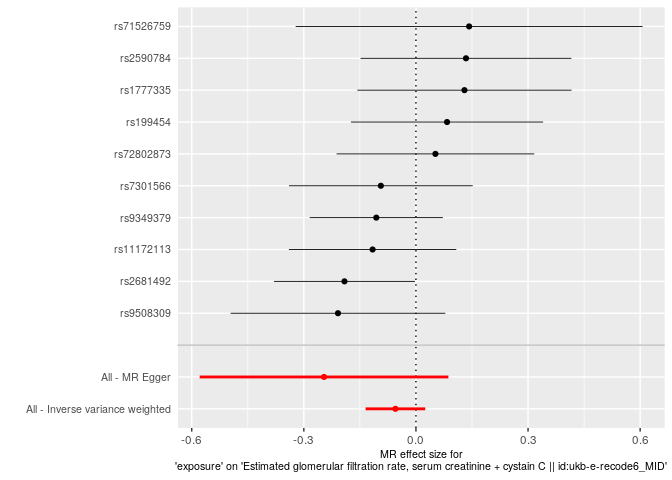 rs71526759
rs2590784
rs1777335
rs199454
rs72802873
rs7301566
rs9349379
rs11172113
rs2681492
rs9508309
All - MR Egger
All - Inverse variance weighted
-0.6 -0.3 0.0 0.3 0.6
MR effect size for
'exposure' on 'Estimated glomerular filtration rate, serum creatinine + cystain C || id:ukb-e-recode6_MID'